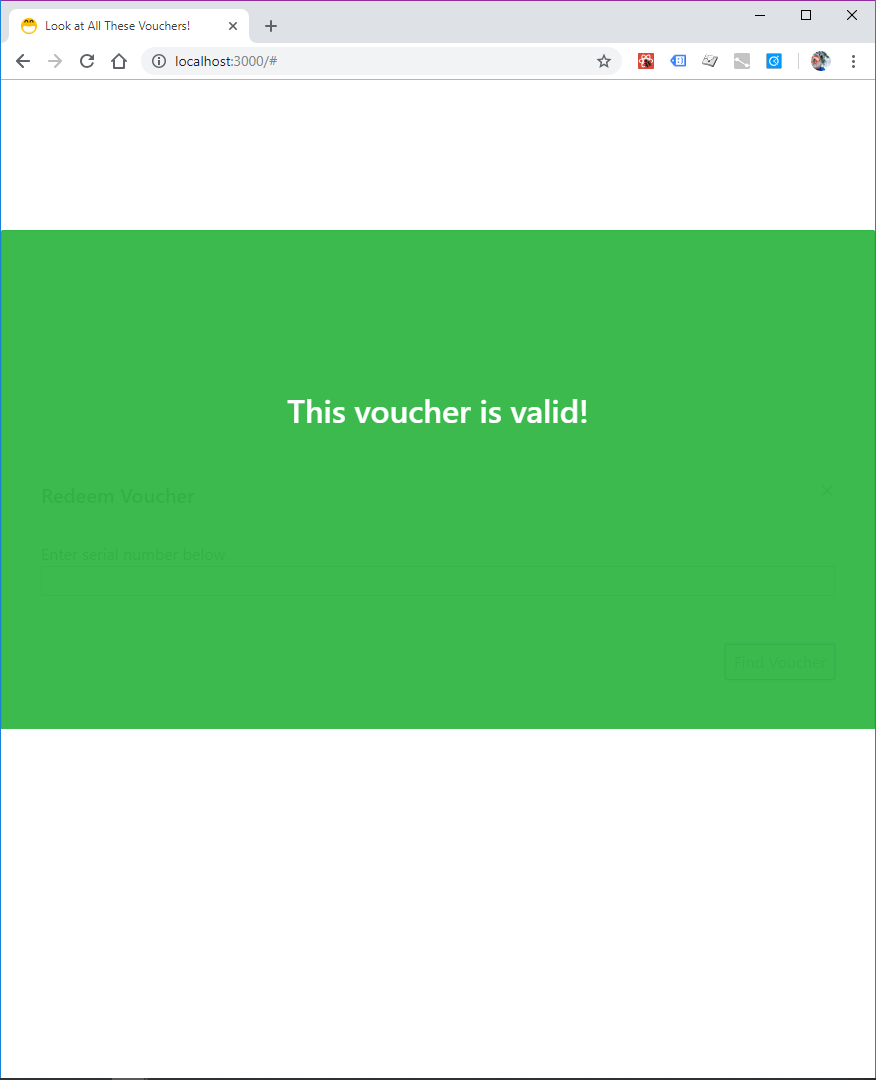 Look at All These Vouchers!
localhost:3000/#
This voucher is valid!
Redeem Voucher
Enter serial number below
Find Voucher